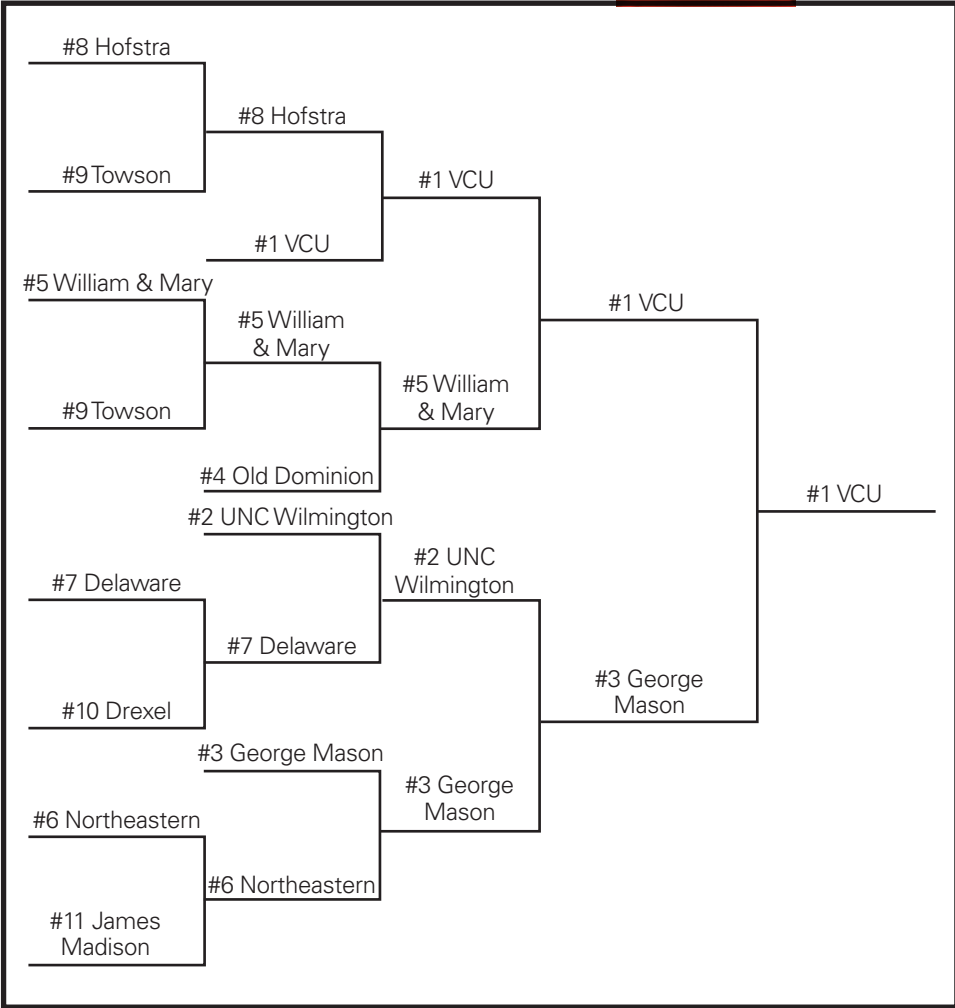 #8 Hofstra
#8 Hofstra
#9 Towson
#1 VCU
#1 VCU
#5 William & Mary
#5 William
& Mary
#1 VCU
#9 Towson
#5 William
& Mary
#4 Old Dominion
#1 VCU
#2 UNC Wilmington
#2 UNC
Wilmington
#7 Delaware
#7 Delaware
#10 Drexel
#3 George
Mason
#3 George Mason
#3 George
Mason
#6 Northeastern
#6 Northeastern
#11 James
Madison